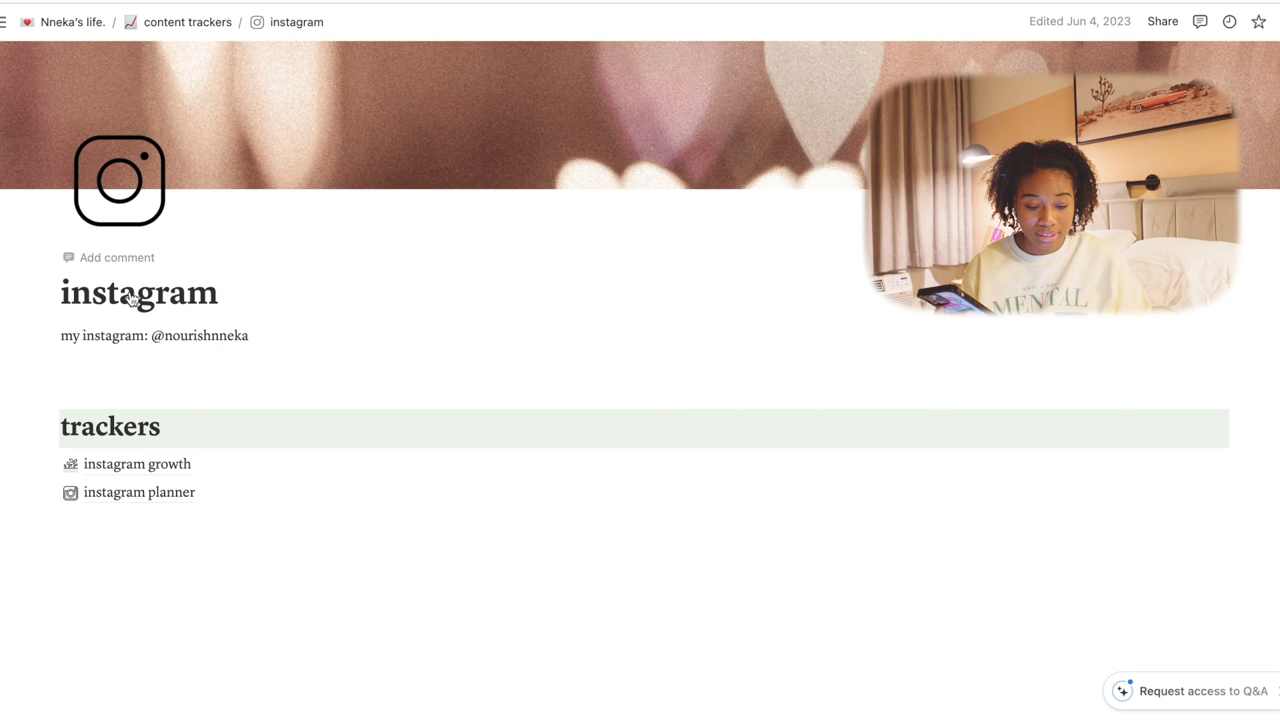 Nneka's life. / content trackers / instagram
Edited Jun 4, 2023 Share
MENTAL
Add comment
instagram
my instagram: @nourishnneka
trackers
instagram growth
instagram planner
Request access to Q&A